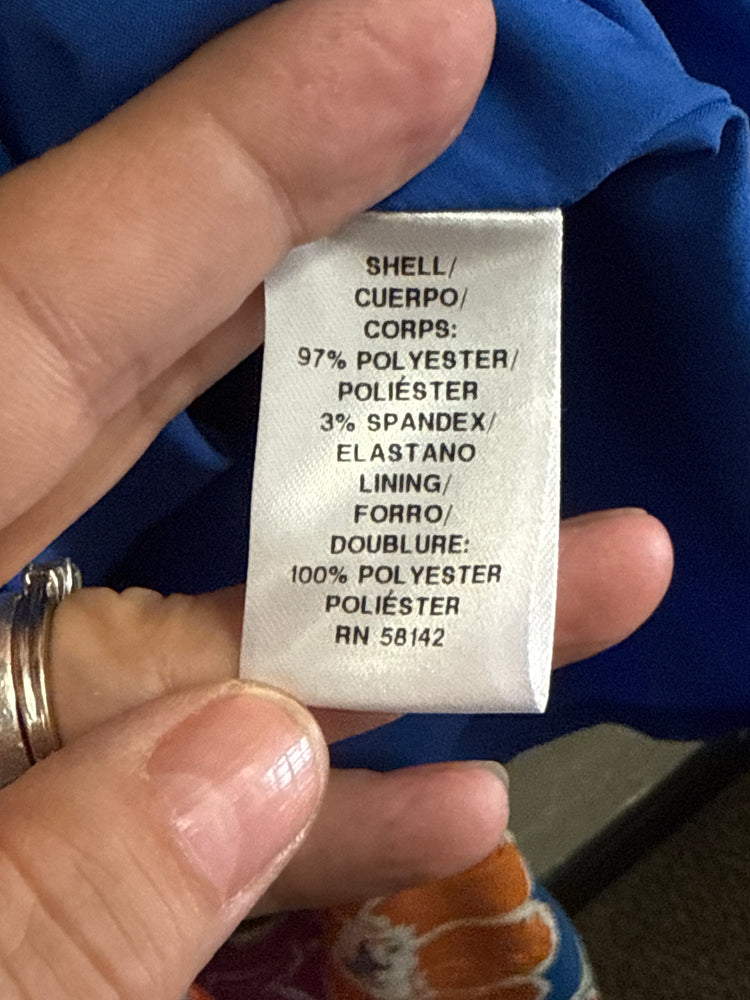 SHELL/
CUERPO/
CORPS:
97% POLYESTER/
POLIÉSTER
3% SPANDEX/
ELASTANO
LINING/
FORRO/
DOUBLURE:
100% POLYESTER
POLIÉSTER
RN 58142